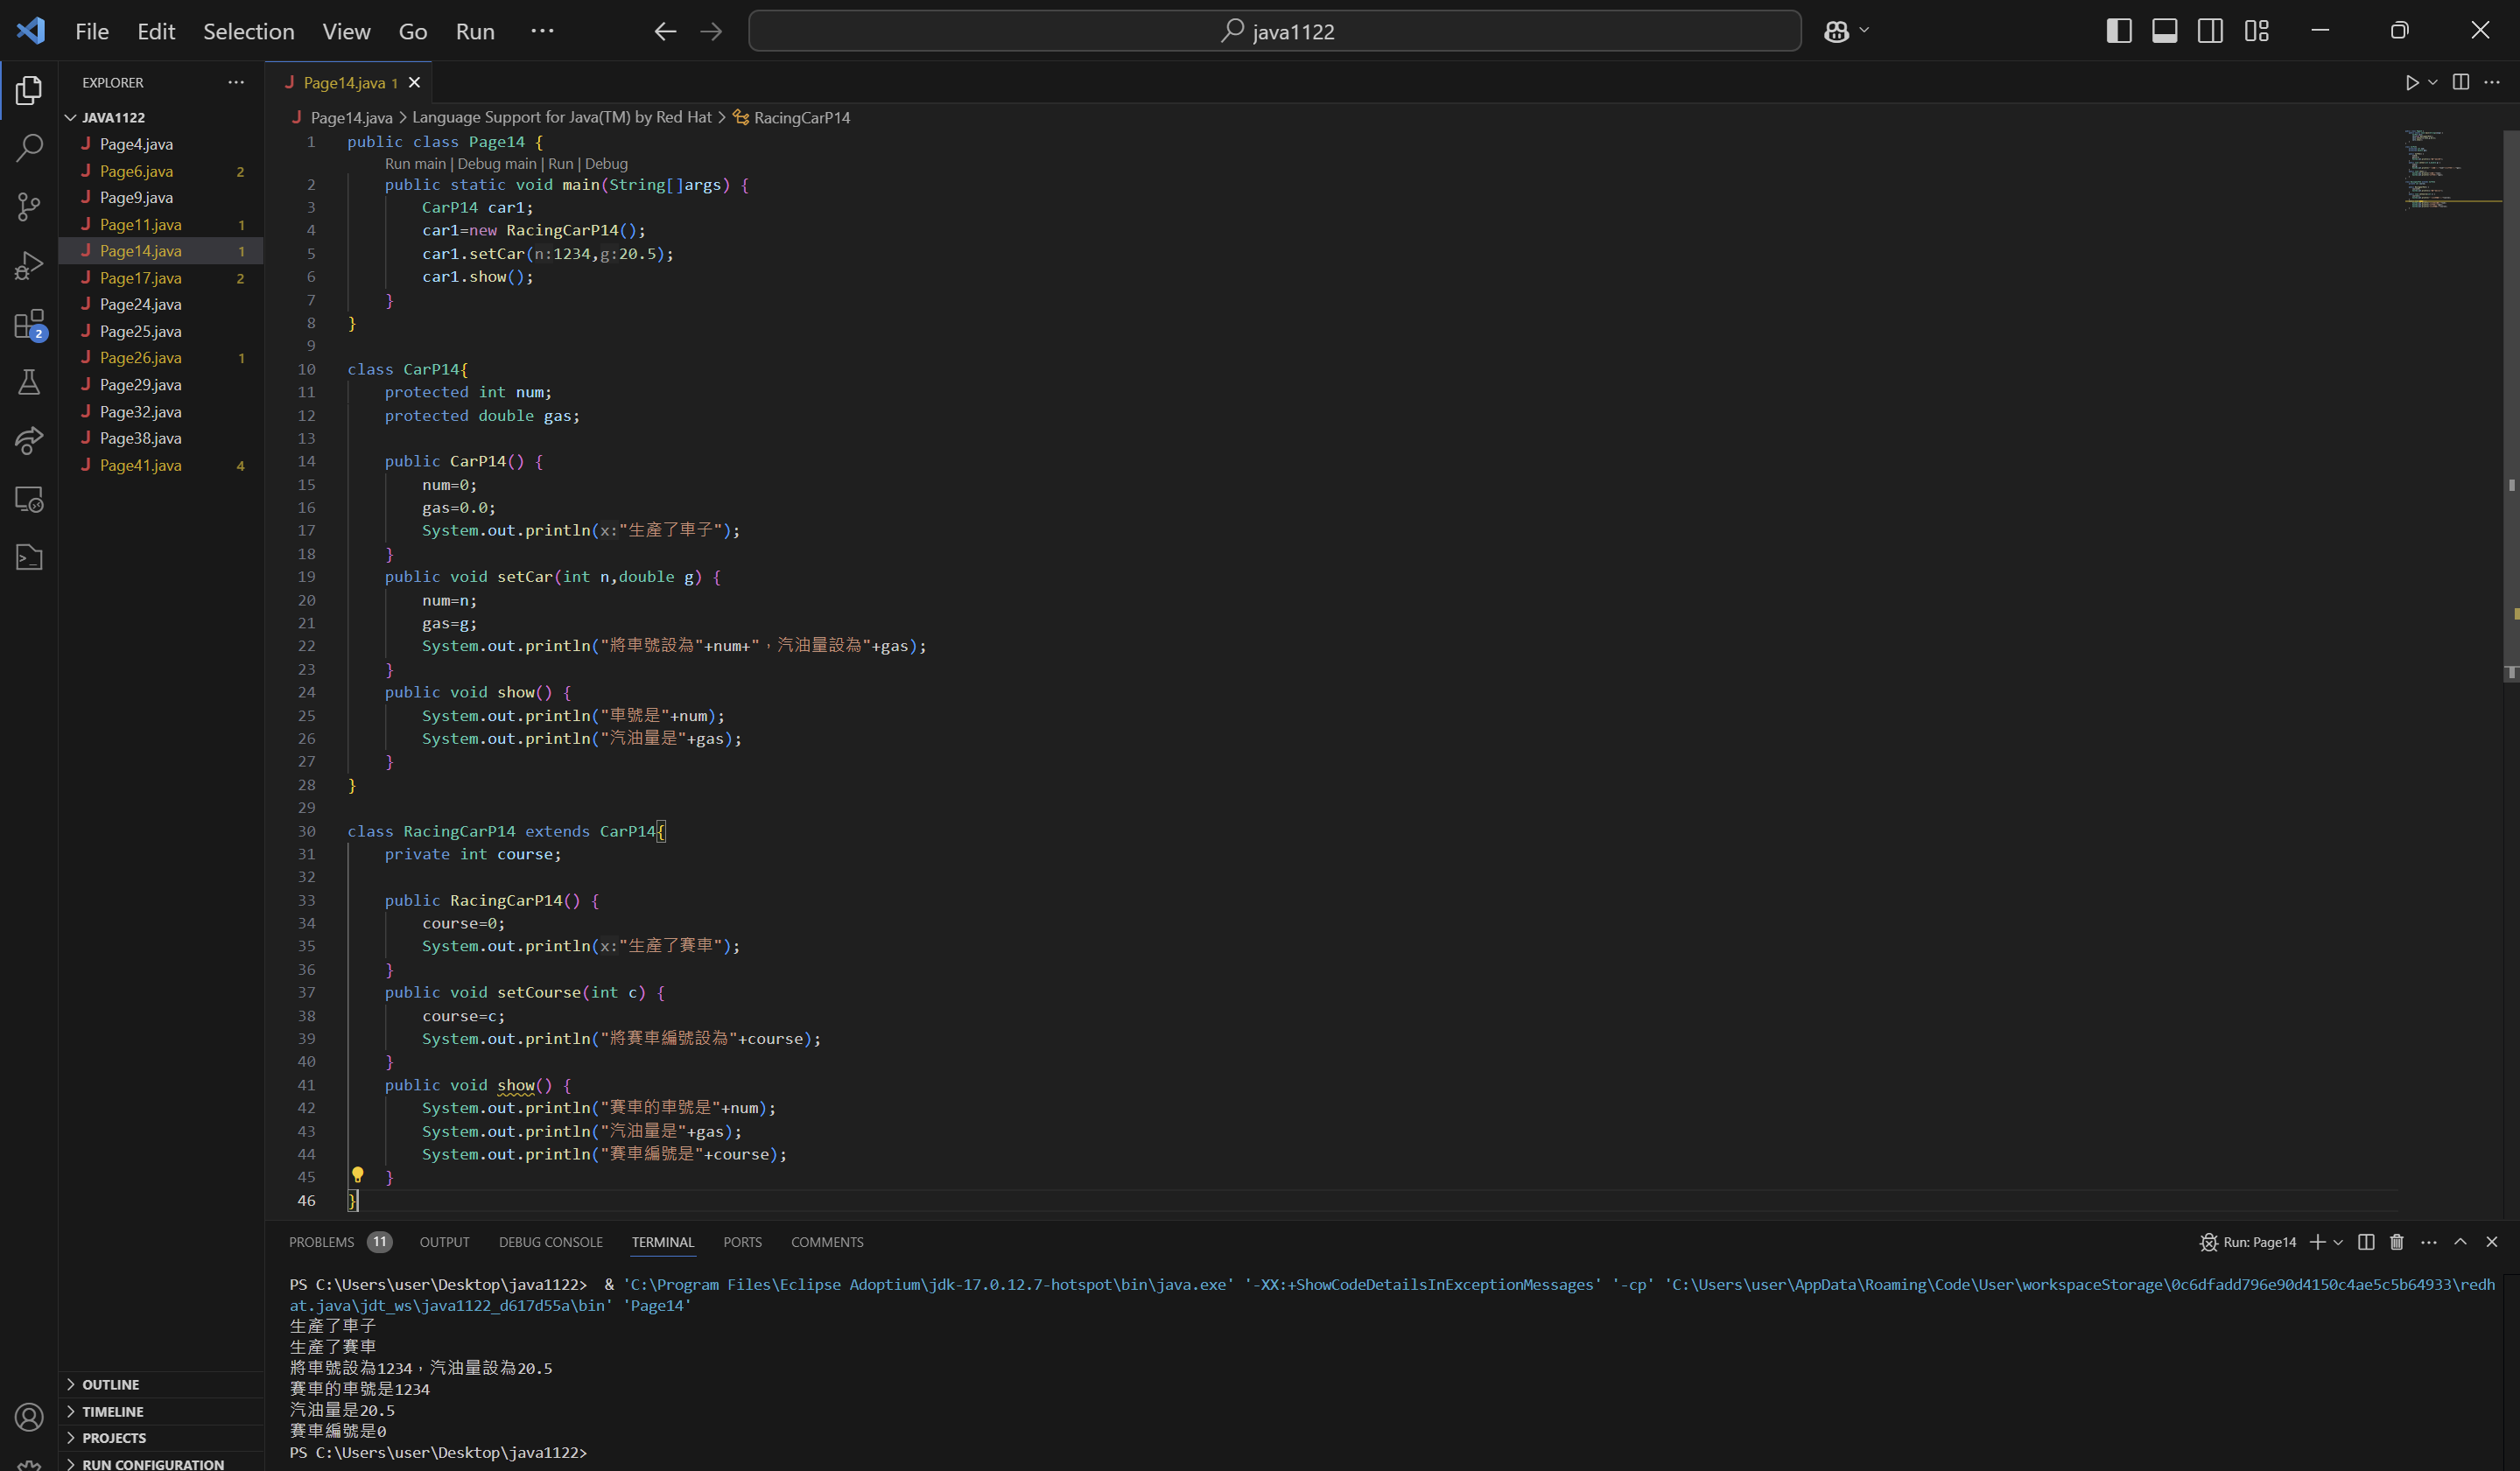 File Edit Selection View Go Run ··· java1122
EXPLORER ···
JAVA1122
Page4.java
Page6.java 2
Page9.java
Page11.java 1
Page14.java 1
Page17.java 2
Page24.java
Page25.java
Page26.java 1
Page29.java
Page32.java
Page38.java
Page41.java 4
OUTLINE
TIMELINE
PROJECTS
RUN CONFIGURATION
2
J Page14.java 1
J Page14.java > Language Support for Java(TM) by Red Hat > RacingCarP14
1 public class Page14 {
Run main | Debug main | Run | Debug
2 public static void main(String[]args) {
3 CarP14 car1;
4 car1=new RacingCarP14();
5 car1.setCar(n:1234,g:20.5);
6 car1.show();
7 }
8 }
9
10 class CarP14{
11 protected int num;
12 protected double gas;
13
14 public CarP14() {
15 num=0;
16 gas=0.0;
17 System.out.println(x:"生產了車子");
18 }
19 public void setCar(int n,double g) {
20 num=n;
21 gas=g;
22 System.out.println("將車號設為"+num+"，汽油量設為"+gas);
23 }
24 public void show() {
25 System.out.println("車號是"+num);
26 System.out.println("汽油量是"+gas);
27 }
28 }
29
30 class RacingCarP14 extends CarP14{
31 private int course;
32
33 public RacingCarP14() {
34 course=0;
35 System.out.println(x:"生產了賽車");
36 }
37 public void setCourse(int c) {
38 course=c;
39 System.out.println("將賽車編號設為"+course);
40 }
41 public void show() {
42 System.out.println("賽車的車號是"+num);
43 System.out.println("汽油量是"+gas);
44 System.out.println("賽車編號是"+course);
45 }
46 }
PROBLEMS 11 OUTPUT DEBUG CONSOLE TERMINAL PORTS COMMENTS Run: Page14
PS C:\Users\user\Desktop\java1122> & 'C:\Program Files\Eclipse Adoptium\jdk-17.0.12.7-hotspot\bin\java.exe' '-XX:+ShowCodeDetailsInExceptionMessages' '-cp' 'C:\Users\user\AppData\Roaming\Code\User\workspaceStorage\0c6dfadd796e90d4150c4ae5c5b64933\redh
at.java\jdt_ws\java1122_d617d55a\bin' 'Page14'
生產了車子
生產了賽車
將車號設為1234，汽油量設為20.5
賽車的車號是1234
汽油量是20.5
賽車編號是0
PS C:\Users\user\Desktop\java1122>